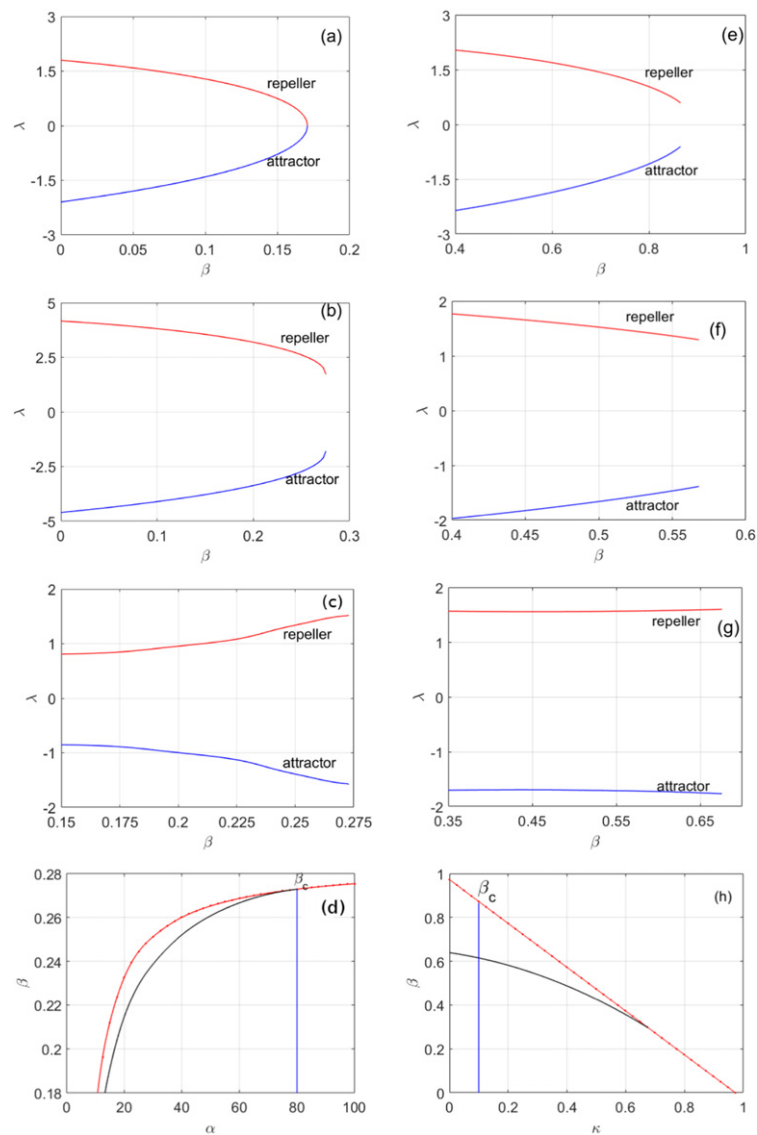 (a)
3
1.5
0
-1.5
-3
λ
repeller
attractor
0 0.05 0.1 0.15 0.2
β
(e)
3
1.5
0
-1.5
-3
λ
repeller
attractor
0.4 0.6 0.8 1
β
(b)
5
2.5
0
-2.5
-5
λ
repeller
attractor
0 0.1 0.2 0.3
β
(f)
2
1
0
-1
-2
λ
repeller
attractor
0.4 0.45 0.5 0.55 0.6
β
(c)
2
1
0
-1
-2
λ
repeller
attractor
0.15 0.175 0.2 0.225 0.25 0.275
β
(g)
2
1
0
-1
-2
λ
repeller
attractor
0.35 0.45 0.55 0.65
β
(d)
0.28
0.26
0.24
0.22
0.2
0.18
β
βc
0 20 40 60 80 100
α
(h)
1
0.8
0.6
0.4
0.2
0
β
βc
0 0.2 0.4 0.6 0.8 1
κ